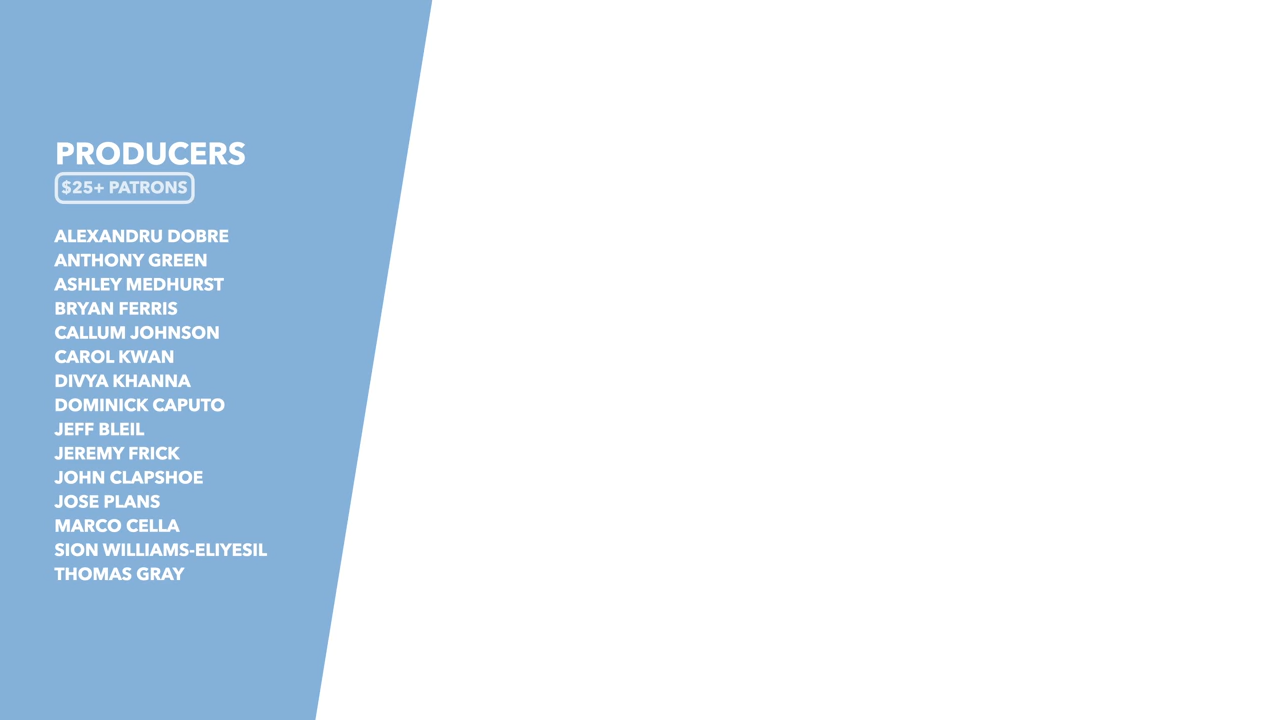 PRODUCERS
$25+ PATRONS
ALEXANDRU DOBRE
ANTHONY GREEN
ASHLEY MEDHURST
BRYAN FERRIS
CALLUM JOHNSON
CAROL KWAN
DIVYA KHANNA
DOMINICK CAPUTO
JEFF BLEIL
JEREMY FRICK
JOHN CLAPSHOE
JOSE PLANS
MARCO CELLA
SION WILLIAMS-ELIYESIL
THOMAS GRAY